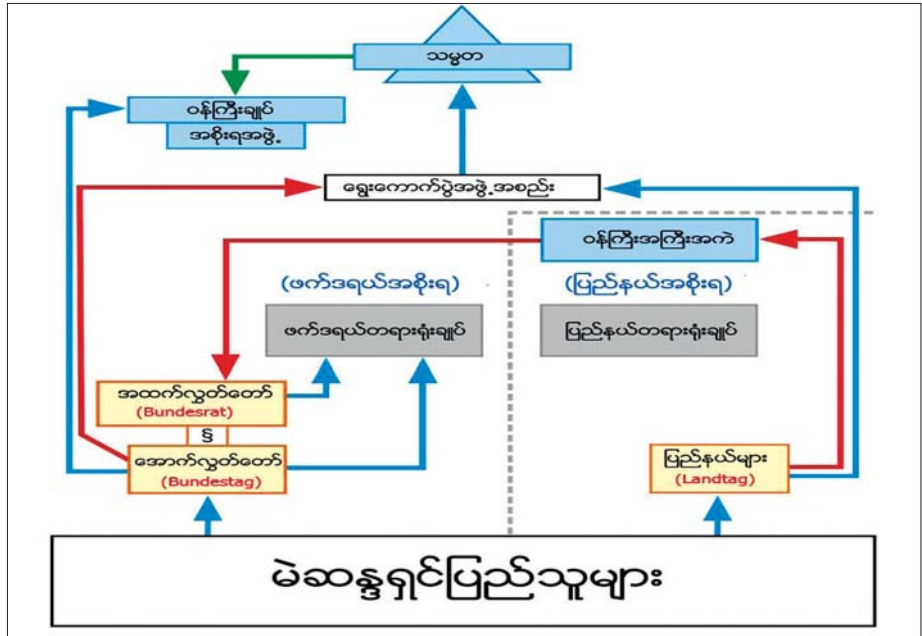 သမ္မတ
ဝန်ကြီးချုပ်
အစိုးရအဖွဲ့
ရွေးကောက်ပွဲအဖွဲ့အစည်း
ဝန်ကြီးအကြီးအကဲ
(ဖက်ဒရယ်အစိုးရ)
(ပြည်နယ်အစိုးရ)
ဖက်ဒရယ်တရားရုံးချုပ်
ပြည်နယ်တရားရုံးချုပ်
အထက်လွှတ်တော်
(Bundesrat)
§
အောက်လွှတ်တော်
(Bundestag)
ပြည်နယ်များ
(Landtag)
မဲဆန္ဒရှင်ပြည်သူများ